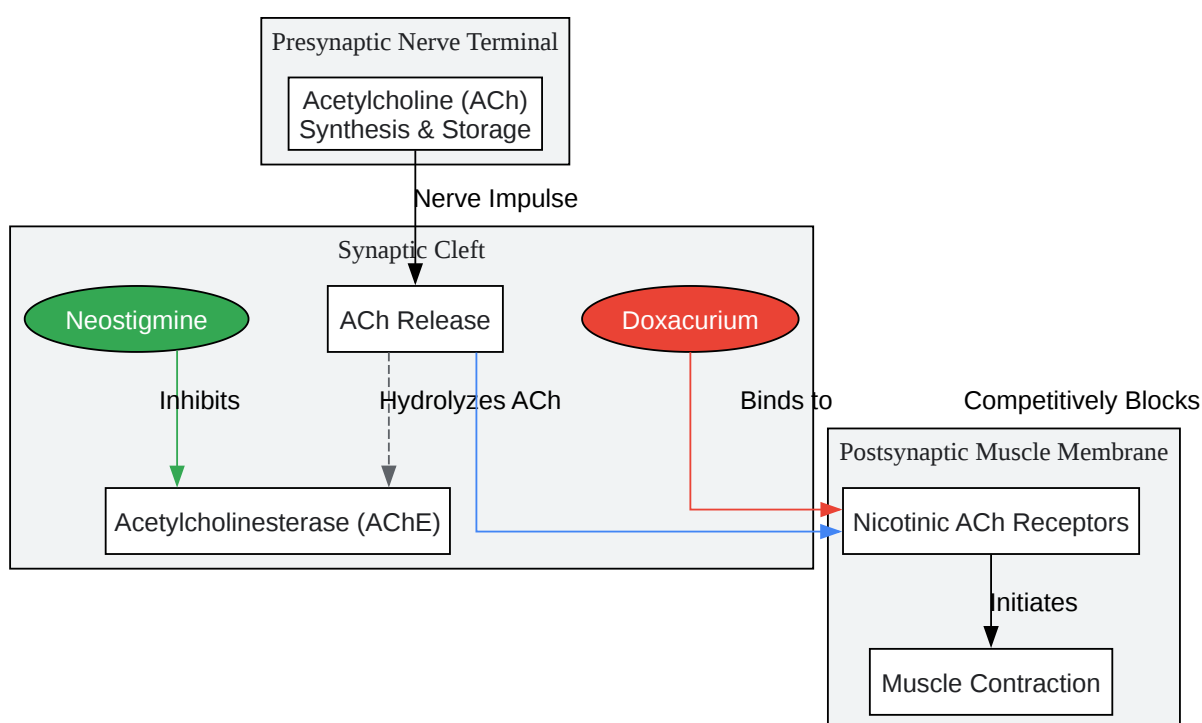 Presynaptic Nerve Terminal
Acetylcholine (ACh)
Synthesis & Storage
Nerve Impulse
Synaptic Cleft
Neostigmine
ACh Release
Doxacurium
Inhibits
Hydrolyzes ACh
Binds to
Competitively Blocks
Postsynaptic Muscle Membrane
Acetylcholinesterase (AChE)
Nicotinic ACh Receptors
Initiates
Muscle Contraction